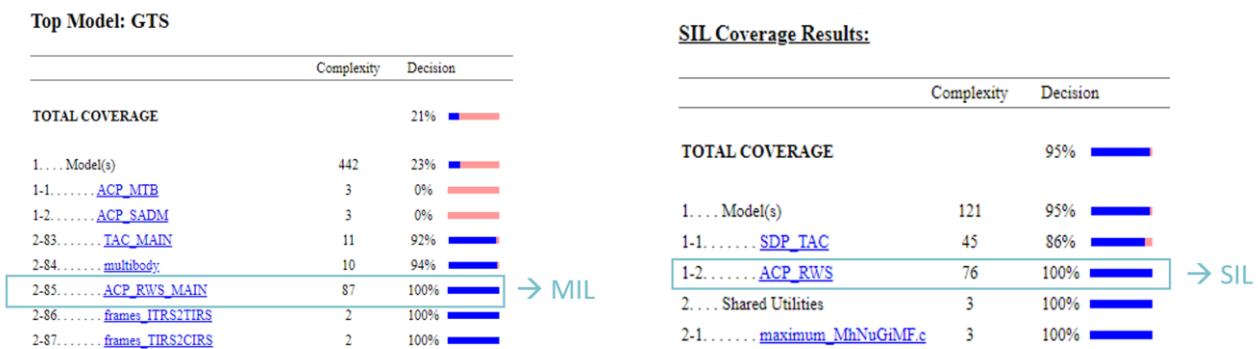 Top Model: GTS
Complexity Decision
TOTAL COVERAGE 21%
1. . . . Model(s) 442 23%
1-1. . . . . . . ACP_MTB 3 0%
1-2. . . . . . . ACP_SADM 3 0%
2-83. . . . . . . TAC_MAIN 11 92%
2-84. . . . . . . multibody 10 94%
2-85. . . . . . . ACP_RWS_MAIN 87 100%
→ MIL
2-86. . . . . . . frames_ITRS2TIRS 2 100%
2-87. . . . . . . frames_TIRS2CIRS 2 100%
SIL Coverage Results:
Complexity Decision
TOTAL COVERAGE 95%
1. . . . Model(s) 121 95%
1-1. . . . . . . SDP_TAC 45 86%
1-2. . . . . . . ACP_RWS 76 100%
→ SIL
2. . . . Shared Utilities 3 100%
2-1. . . . . . . maximum_MhNuGiMF.c 3 100%